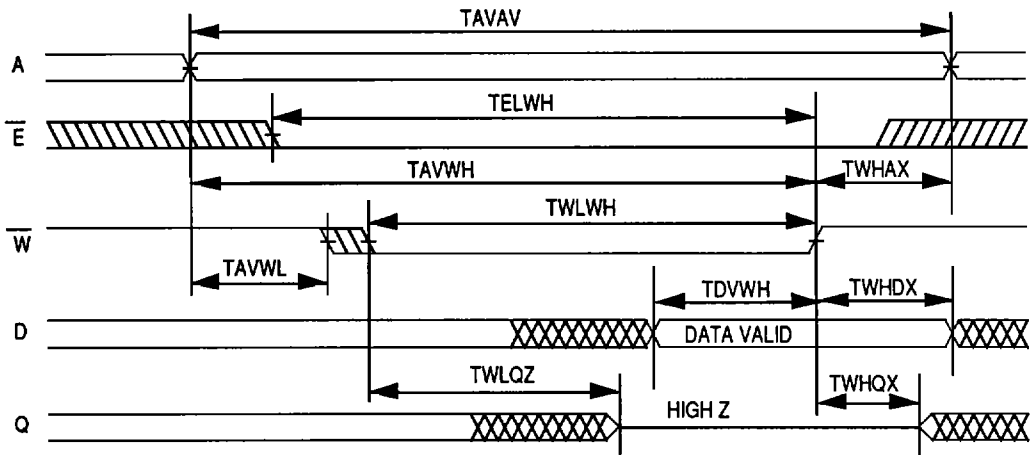 TAVAV
A
TELWH
E
TAVWH
TWHAX
TWLWH
W
TAVWL
TDVWH
TWHDX
D
DATA VALID
TWLQZ
TWHQX
Q
HIGH Z